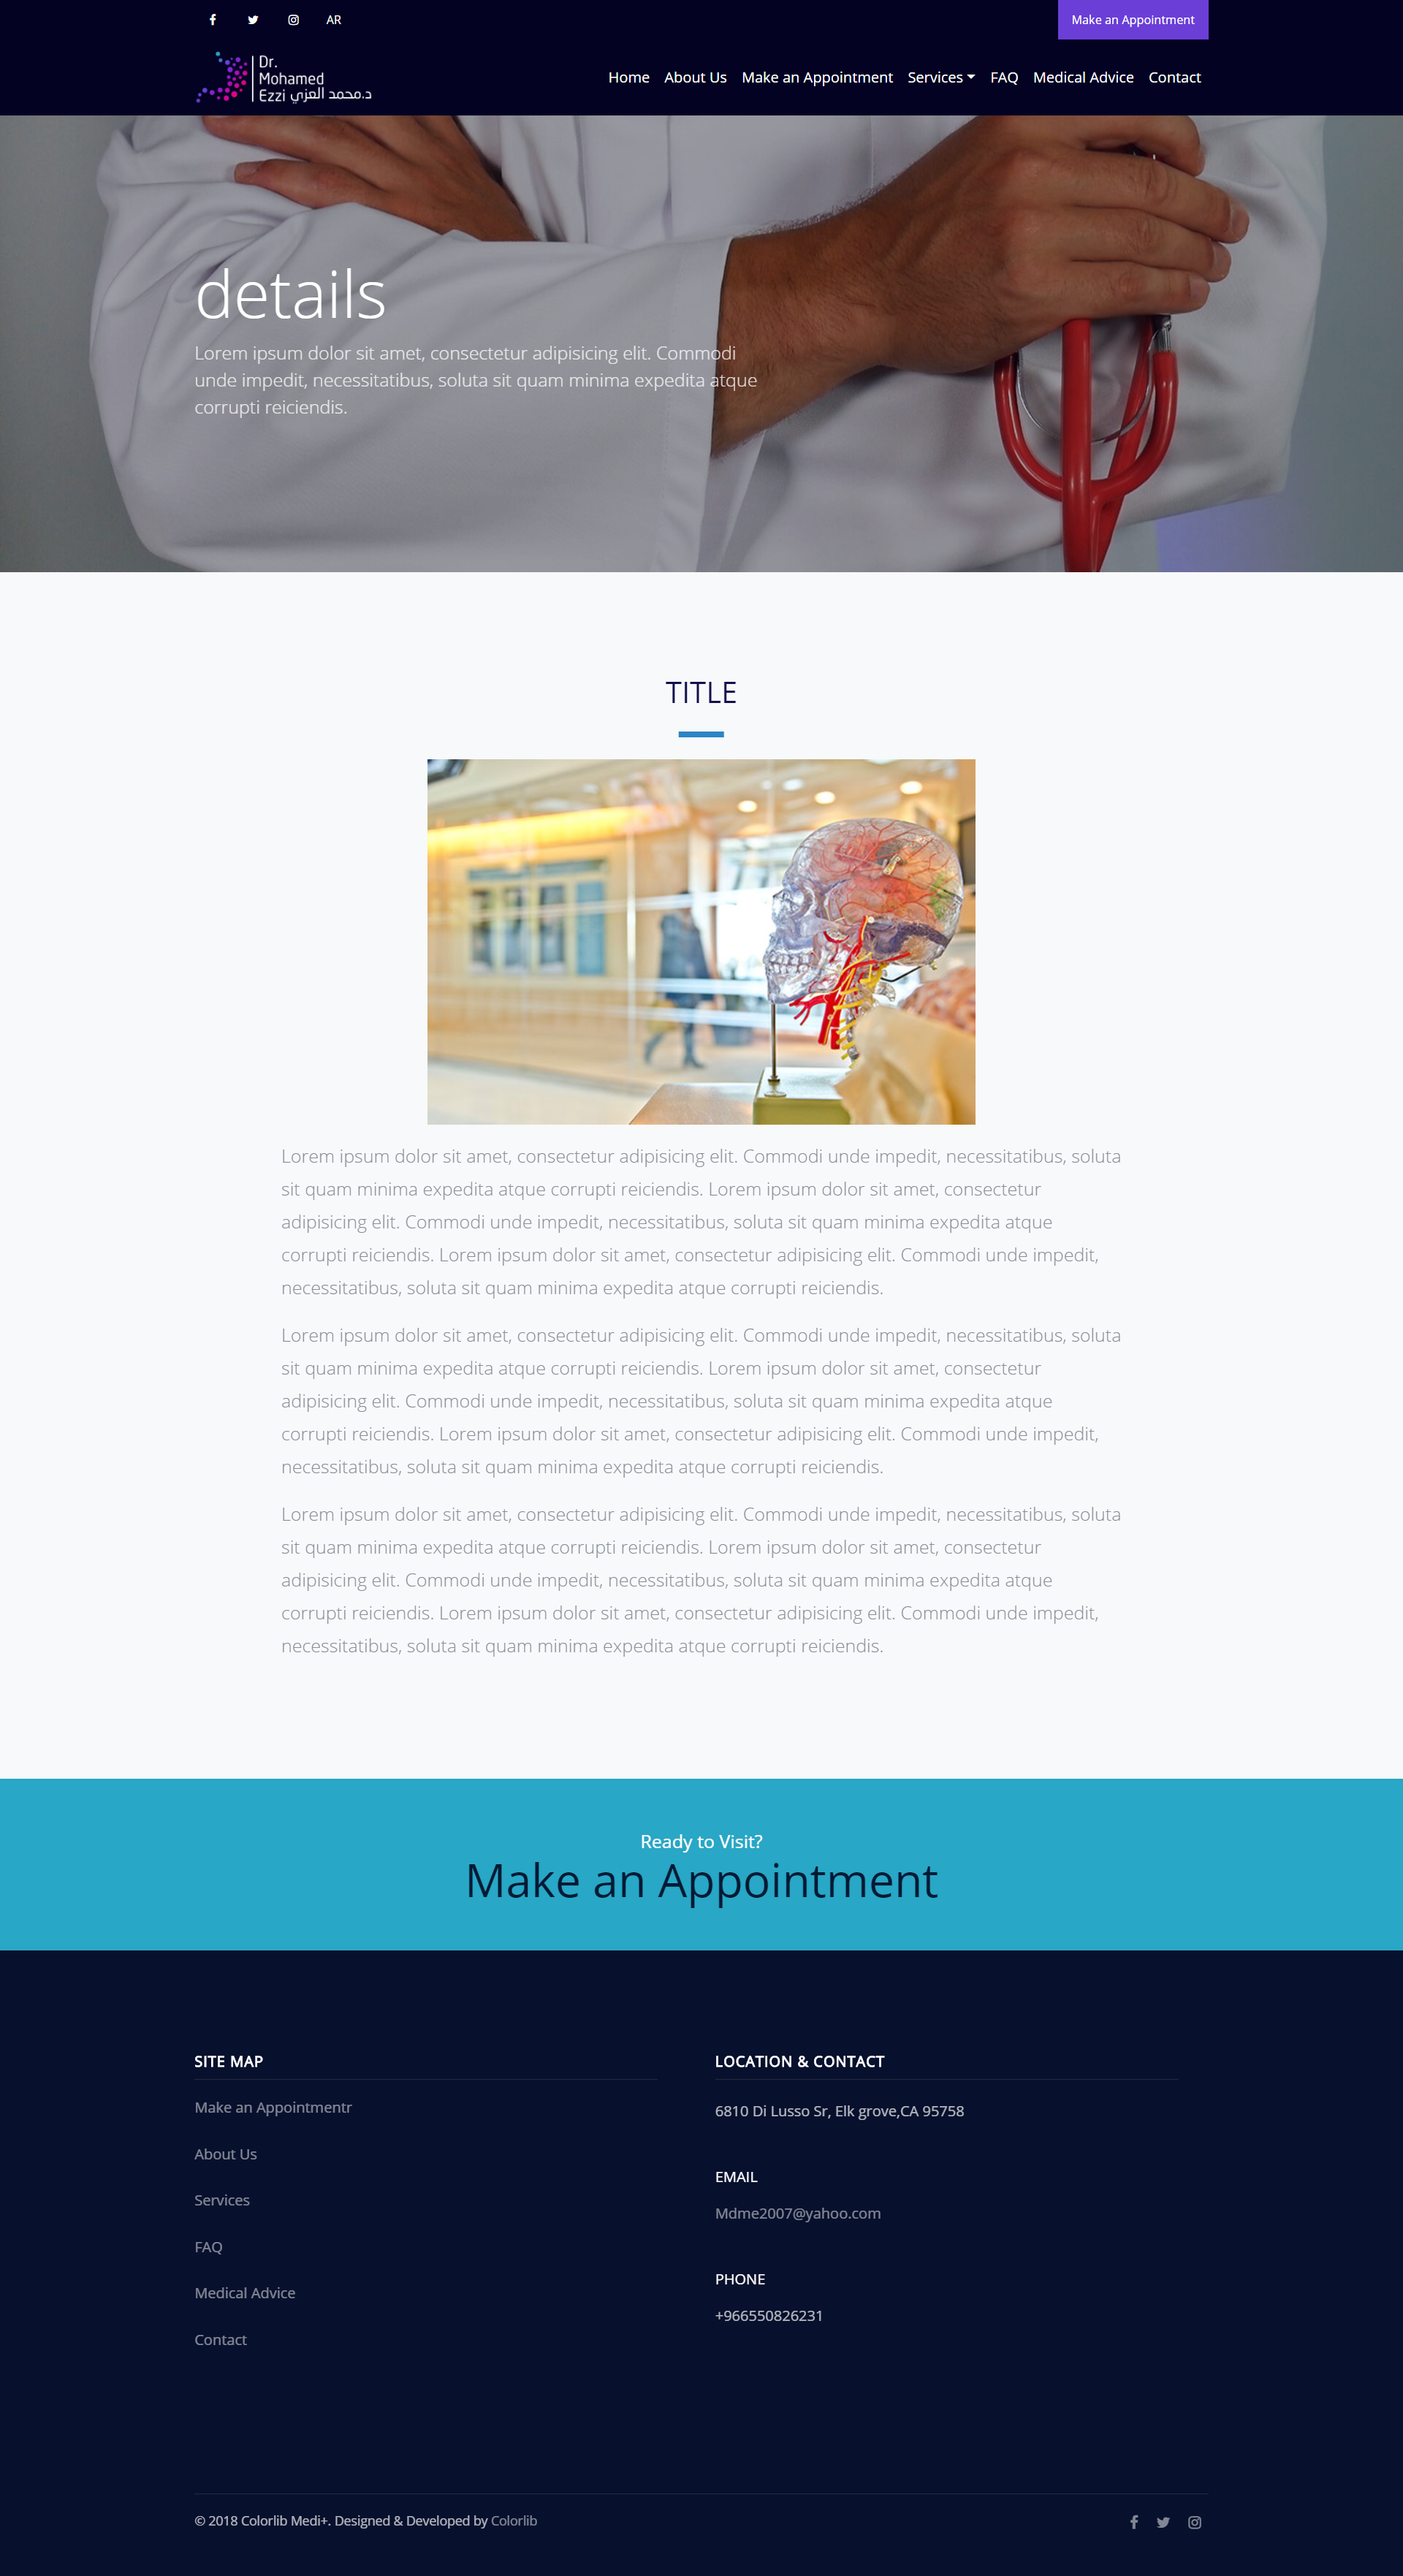 AR
Make an Appointment
Dr.
Mohamed
Ezzi د.محمد العزي
Home About Us Make an Appointment Services FAQ Medical Advice Contact
details
Lorem ipsum dolor sit amet, consectetur adipisicing elit. Commodi
unde impedit, necessitatibus, soluta sit quam minima expedita atque
corrupti reiciendis.
TITLE
Lorem ipsum dolor sit amet, consectetur adipisicing elit. Commodi unde impedit, necessitatibus, soluta
sit quam minima expedita atque corrupti reiciendis. Lorem ipsum dolor sit amet, consectetur
adipisicing elit. Commodi unde impedit, necessitatibus, soluta sit quam minima expedita atque
corrupti reiciendis. Lorem ipsum dolor sit amet, consectetur adipisicing elit. Commodi unde impedit,
necessitatibus, soluta sit quam minima expedita atque corrupti reiciendis.
Lorem ipsum dolor sit amet, consectetur adipisicing elit. Commodi unde impedit, necessitatibus, soluta
sit quam minima expedita atque corrupti reiciendis. Lorem ipsum dolor sit amet, consectetur
adipisicing elit. Commodi unde impedit, necessitatibus, soluta sit quam minima expedita atque
corrupti reiciendis. Lorem ipsum dolor sit amet, consectetur adipisicing elit. Commodi unde impedit,
necessitatibus, soluta sit quam minima expedita atque corrupti reiciendis.
Lorem ipsum dolor sit amet, consectetur adipisicing elit. Commodi unde impedit, necessitatibus, soluta
sit quam minima expedita atque corrupti reiciendis. Lorem ipsum dolor sit amet, consectetur
adipisicing elit. Commodi unde impedit, necessitatibus, soluta sit quam minima expedita atque
corrupti reiciendis. Lorem ipsum dolor sit amet, consectetur adipisicing elit. Commodi unde impedit,
necessitatibus, soluta sit quam minima expedita atque corrupti reiciendis.
Ready to Visit?
Make an Appointment
SITE MAP
Make an Appointmentr
About Us
Services
FAQ
Medical Advice
Contact
LOCATION & CONTACT
6810 Di Lusso Sr, Elk grove,CA 95758
EMAIL
Mdme2007@yahoo.com
PHONE
+966550826231
© 2018 Colorlib Medi+. Designed & Developed by Colorlib